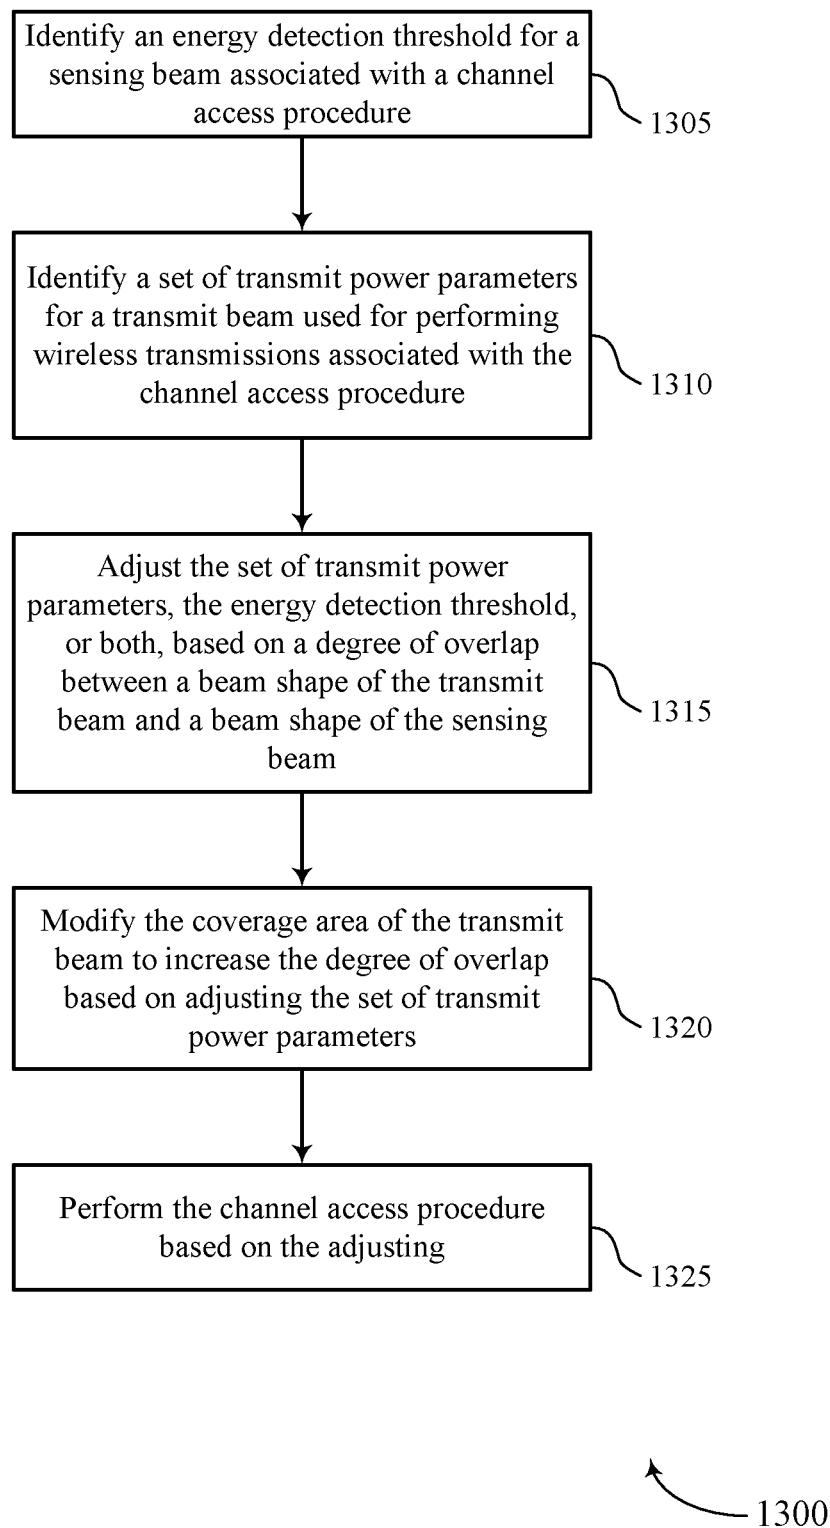 Identify an energy detection threshold for a
sensing beam associated with a channel
access procedure
1305
Identify a set of transmit power parameters
for a transmit beam used for performing
wireless transmissions associated with the
channel access procedure
1310
Adjust the set of transmit power
parameters, the energy detection threshold,
or both, based on a degree of overlap
between a beam shape of the transmit
beam and a beam shape of the sensing
beam
1315
Modify the coverage area of the transmit
beam to increase the degree of overlap
based on adjusting the set of transmit
power parameters
1320
Perform the channel access procedure
based on the adjusting
1325
1300